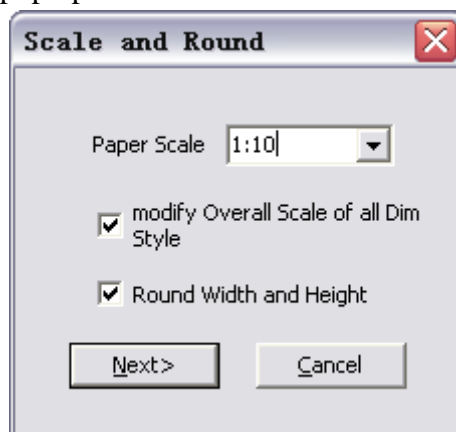 Scale and Round
Paper Scale 1:10
modify Overall Scale of all Dim
Style
Round Width and Height
Next> Cancel